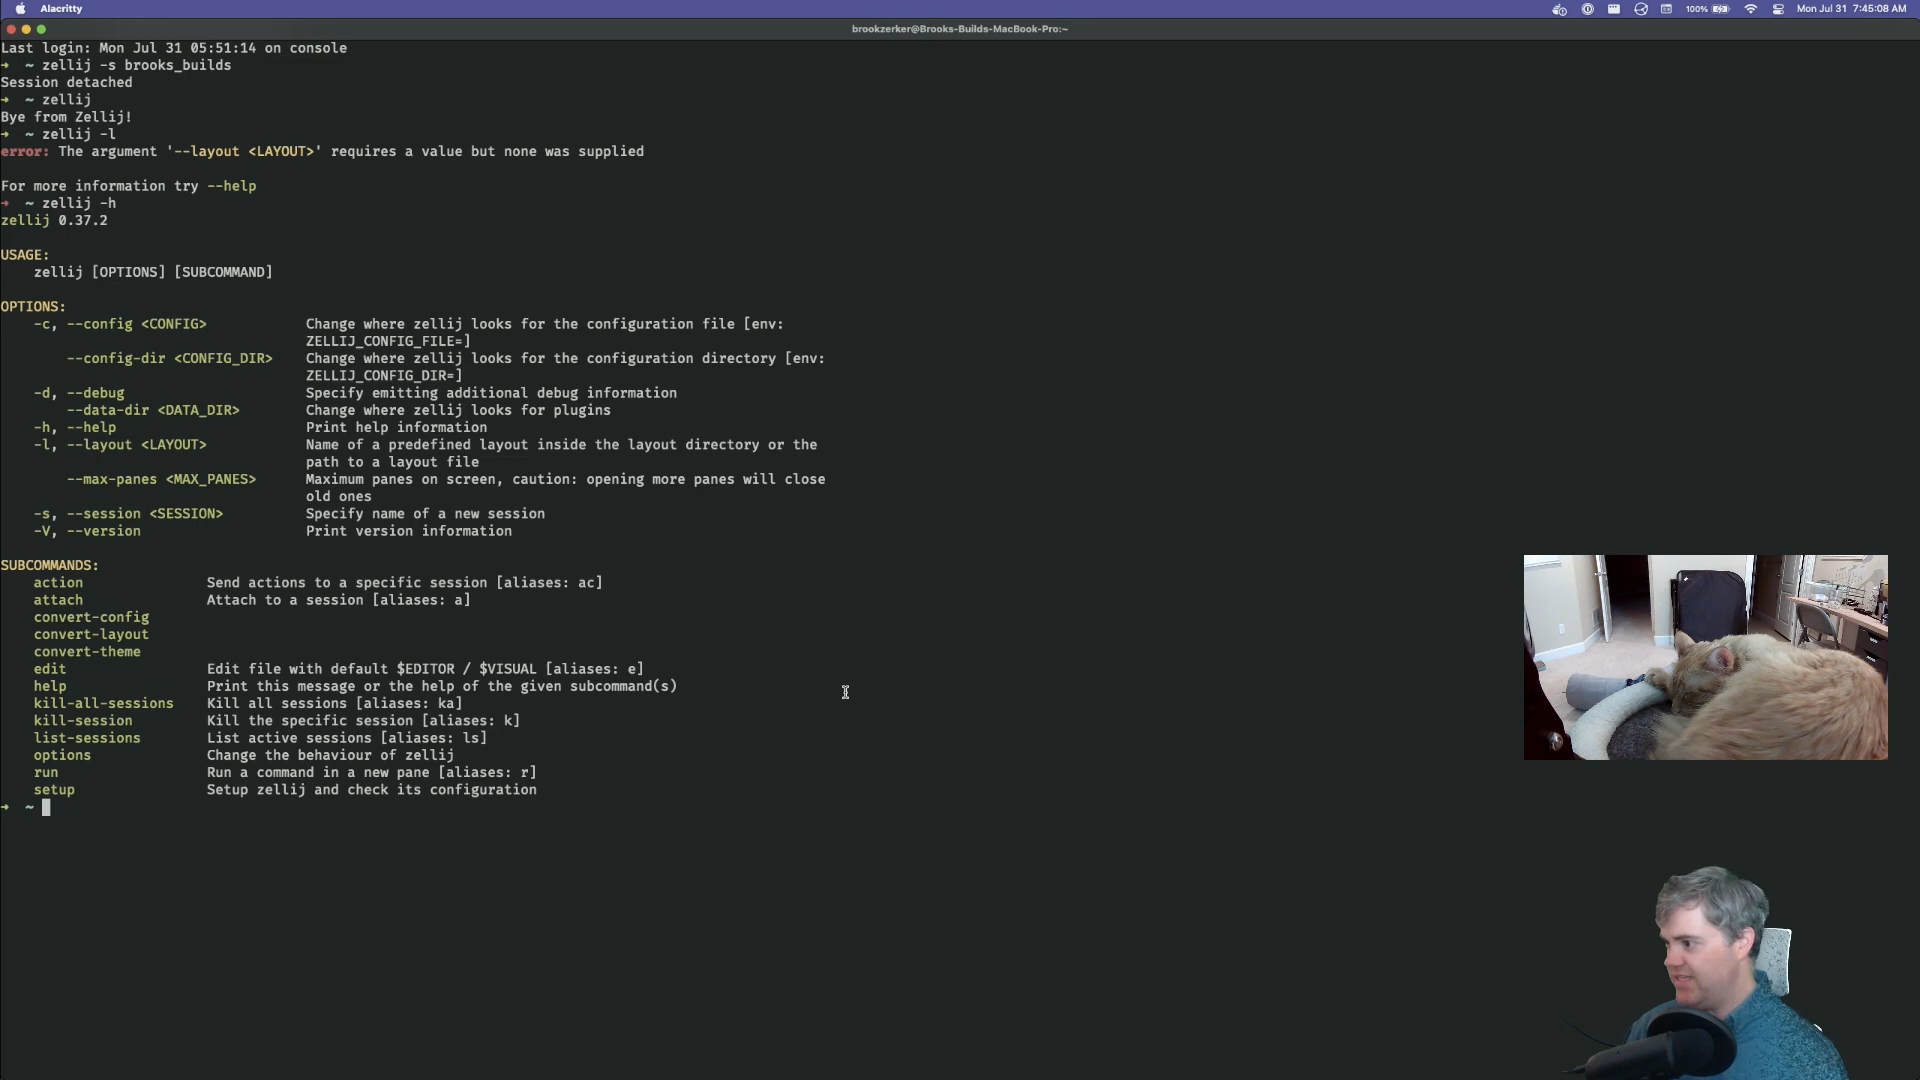 Alacritty
100%
Mon Jul 31 7:45:08 AM
brookzerker@Brooks-Builds-MacBook-Pro:~
Last login: Mon Jul 31 05:51:14 on console
➜ ~ zellij -s brooks_builds
Session detached
➜ ~ zellij
Bye from Zellij!
➜ ~ zellij -l
error: The argument '--layout <LAYOUT>' requires a value but none was supplied
For more information try --help
➜ ~ zellij -h
zellij 0.37.2
USAGE:
zellij [OPTIONS] [SUBCOMMAND]
OPTIONS:
-c, --config <CONFIG> Change where zellij looks for the configuration file [env:
ZELLIJ_CONFIG_FILE=]
--config-dir <CONFIG_DIR> Change where zellij looks for the configuration directory [env:
ZELLIJ_CONFIG_DIR=]
-d, --debug Specify emitting additional debug information
--data-dir <DATA_DIR> Change where zellij looks for plugins
-h, --help Print help information
-l, --layout <LAYOUT> Name of a predefined layout inside the layout directory or the
path to a layout file
--max-panes <MAX_PANES> Maximum panes on screen, caution: opening more panes will close
old ones
-s, --session <SESSION> Specify name of a new session
-V, --version Print version information
SUBCOMMANDS:
action Send actions to a specific session [aliases: ac]
attach Attach to a session [aliases: a]
convert-config
convert-layout
convert-theme
edit Edit file with default $EDITOR / $VISUAL [aliases: e]
help Print this message or the help of the given subcommand(s)
kill-all-sessions Kill all sessions [aliases: ka]
kill-session Kill the specific session [aliases: k]
list-sessions List active sessions [aliases: ls]
options Change the behaviour of zellij
run Run a command in a new pane [aliases: r]
setup Setup zellij and check its configuration
➜ ~